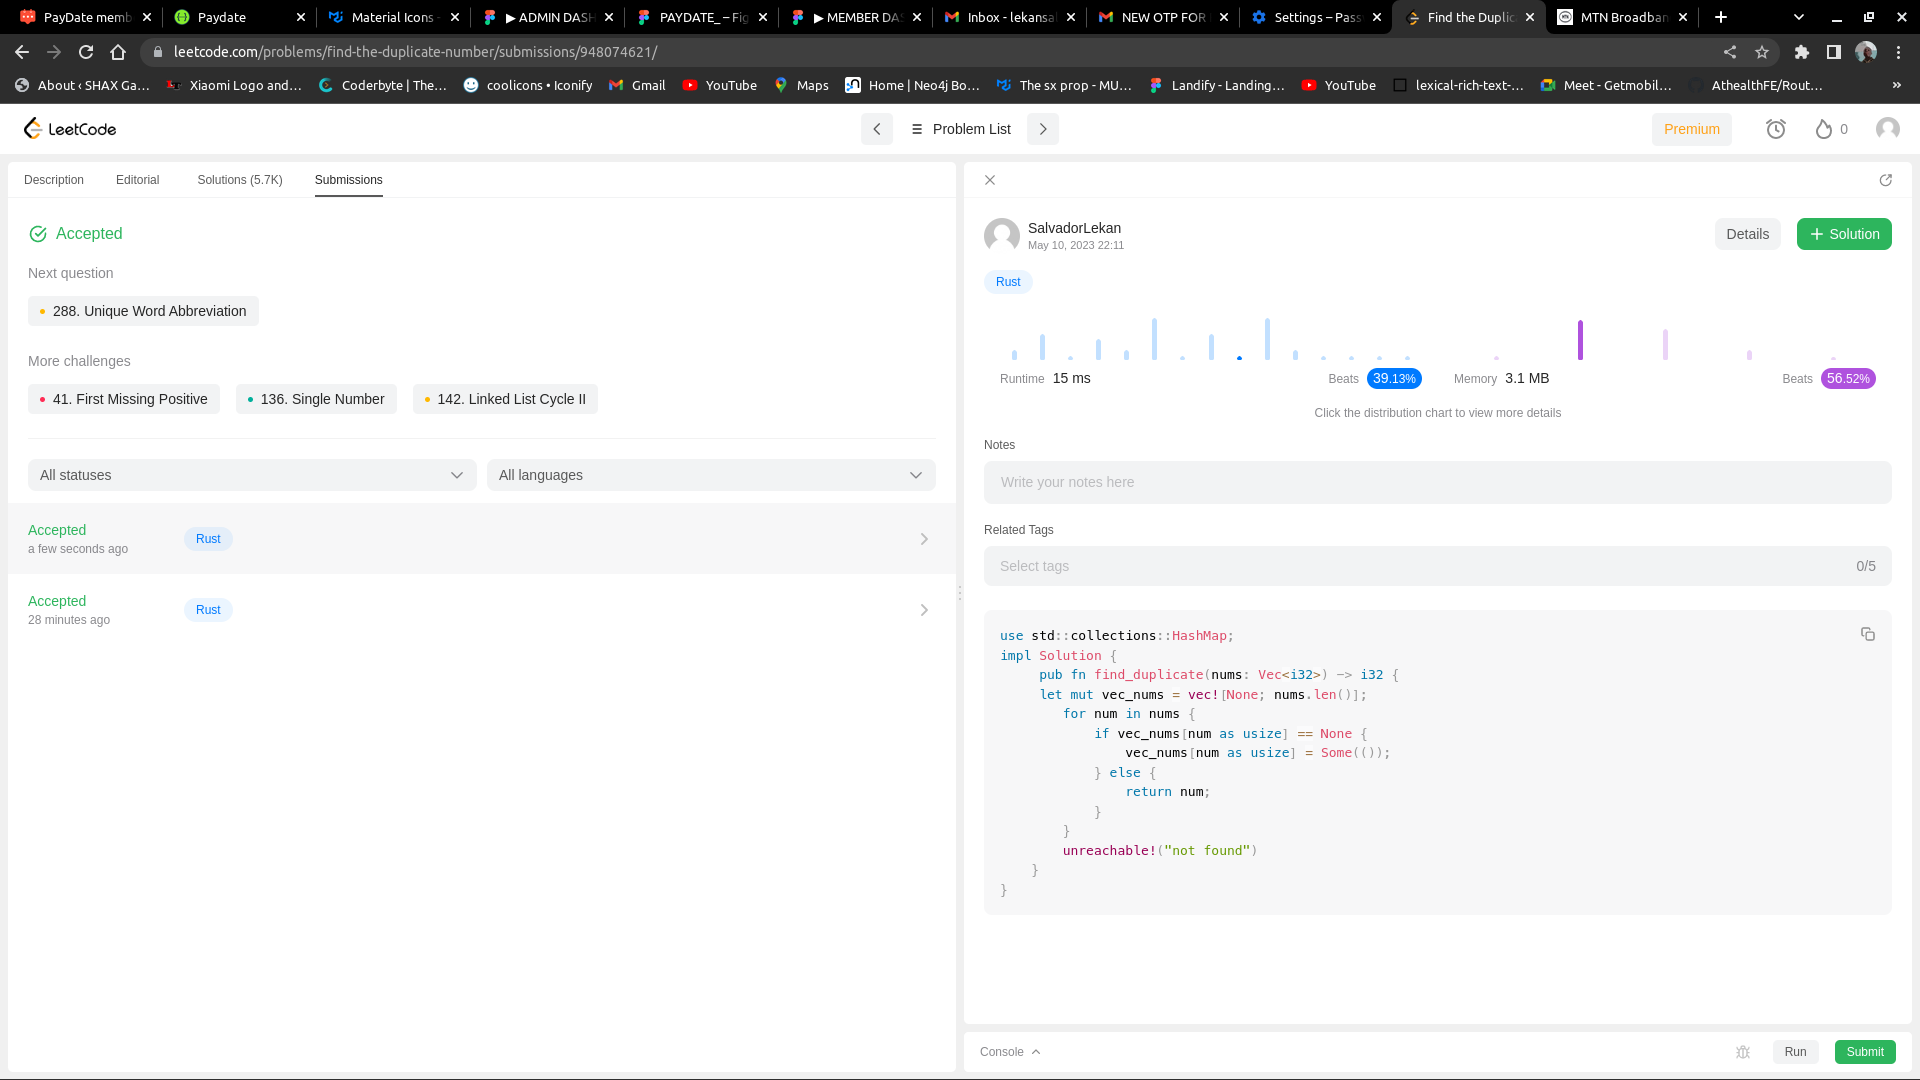 PayDate memb
Paydate
Material Icons -
▶ ADMIN DASH
PAYDATE_ – Fig
▶ MEMBER DAS
Inbox - lekansal
NEW OTP FOR
Settings – Pass
Find the Duplic
MTN Broadban
leetcode.com/problems/find-the-duplicate-number/submissions/948074621/
About ‹ SHAX Ga…
Xiaomi Logo and…
Coderbyte | The…
coolicons • Iconify
Gmail
YouTube
Maps
Home | Neo4j Bo…
The sx prop - MU…
Landify - Landing…
YouTube
lexical-rich-text-…
Meet - Getmobil…
AthealthFE/Rout…
»
LeetCode
Problem List
Premium
0
Description
Editorial
Solutions (5.7K)
Submissions
Accepted
Next question
288. Unique Word Abbreviation
More challenges
41. First Missing Positive
136. Single Number
142. Linked List Cycle II
All statuses
All languages
Accepted
a few seconds ago
Rust
Accepted
28 minutes ago
Rust
SalvadorLekan
May 10, 2023 22:11
Details
+ Solution
Rust
Runtime 15 ms
Beats 39.13%
Memory 3.1 MB
Beats 56.52%
Click the distribution chart to view more details
Notes
Write your notes here
Related Tags
Select tags
0/5
use std::collections::HashMap;
impl Solution {
pub fn find_duplicate(nums: Vec<i32>) -> i32 {
let mut vec_nums = vec![None; nums.len()];
for num in nums {
if vec_nums[num as usize] == None {
vec_nums[num as usize] = Some(());
} else {
return num;
}
}
unreachable!("not found")
}
}
Console
Run
Submit